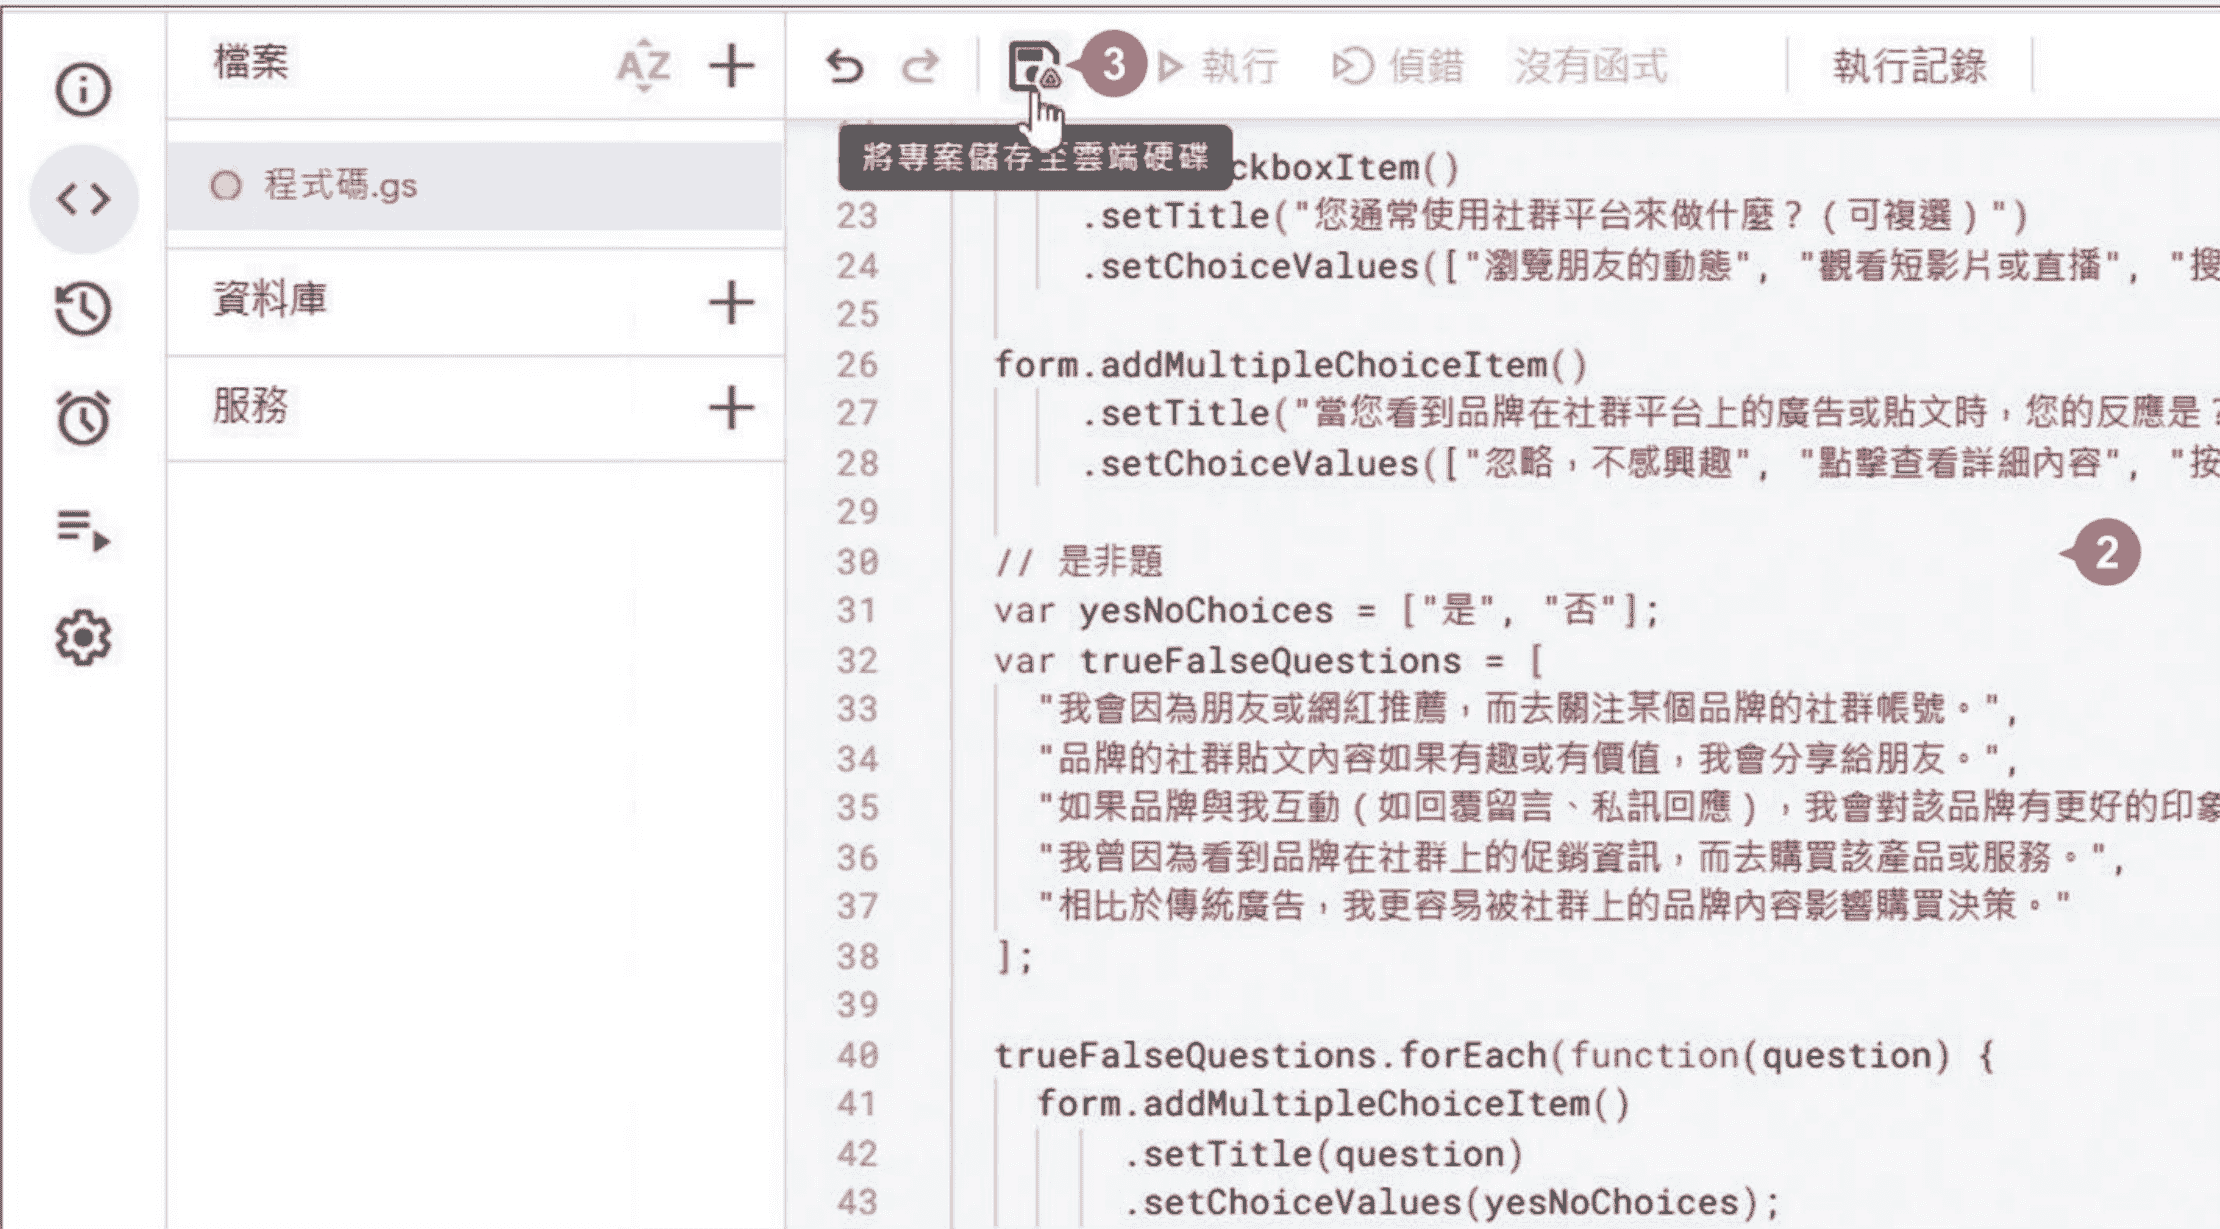 檔案
AZ
3
執行
偵錯
沒有函式
執行記錄
將專案儲存至雲端硬碟
程式碼.gs
資料庫
服務
ckboxItem()
23 .setTitle("您通常使用社群平台來做什麼？（可複選）")
24 .setChoiceValues(["瀏覽朋友的動態", "觀看短影片或直播", "搜
25
26 form.addMultipleChoiceItem()
27 .setTitle("當您看到品牌在社群平台上的廣告或貼文時，您的反應是？
28 .setChoiceValues(["忽略，不感興趣", "點擊查看詳細內容", "按
29
2
30 // 是非題
31 var yesNoChoices = ["是", "否"];
32 var trueFalseQuestions = [
33 "我會因為朋友或網紅推薦，而去關注某個品牌的社群帳號。",
34 "品牌的社群貼文內容如果有趣或有價值，我會分享給朋友。",
35 "如果品牌與我互動（如回覆留言、私訊回應），我會對該品牌有更好的印象
36 "我曾因為看到品牌在社群上的促銷資訊，而去購買該產品或服務。",
37 "相比於傳統廣告，我更容易被社群上的品牌內容影響購買決策。"
38 ];
39
40 trueFalseQuestions.forEach(function(question) {
41 form.addMultipleChoiceItem()
42 .setTitle(question)
43 .setChoiceValues(yesNoChoices);